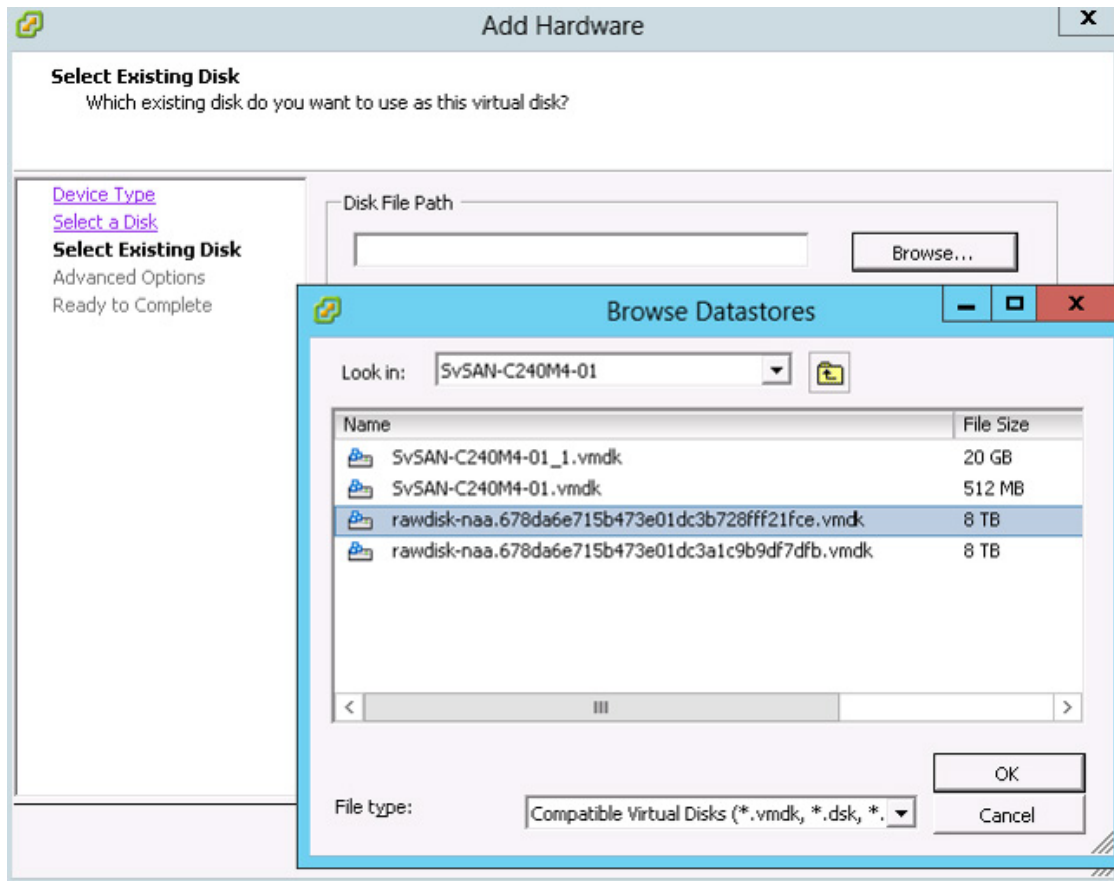 Add Hardware
X
Select Existing Disk
Which existing disk do you want to use as this virtual disk?
Device Type
Select a Disk
Select Existing Disk
Advanced Options
Ready to Complete
Disk File Path
Browse...
Browse Datastores
X
Look in: SvSAN-C240M4-01
Name File Size
SvSAN-C240M4-01_1.vmdk 20 GB
SvSAN-C240M4-01.vmdk 512 MB
rawdisk-naa.678da6e715b473e01dc3b728fff21fce.vmdk 8 TB
rawdisk-naa.678da6e715b473e01dc3a1c9b9df7dfb.vmdk 8 TB
OK
File type: Compatible Virtual Disks (*.vmdk, *.dsk, *.
Cancel